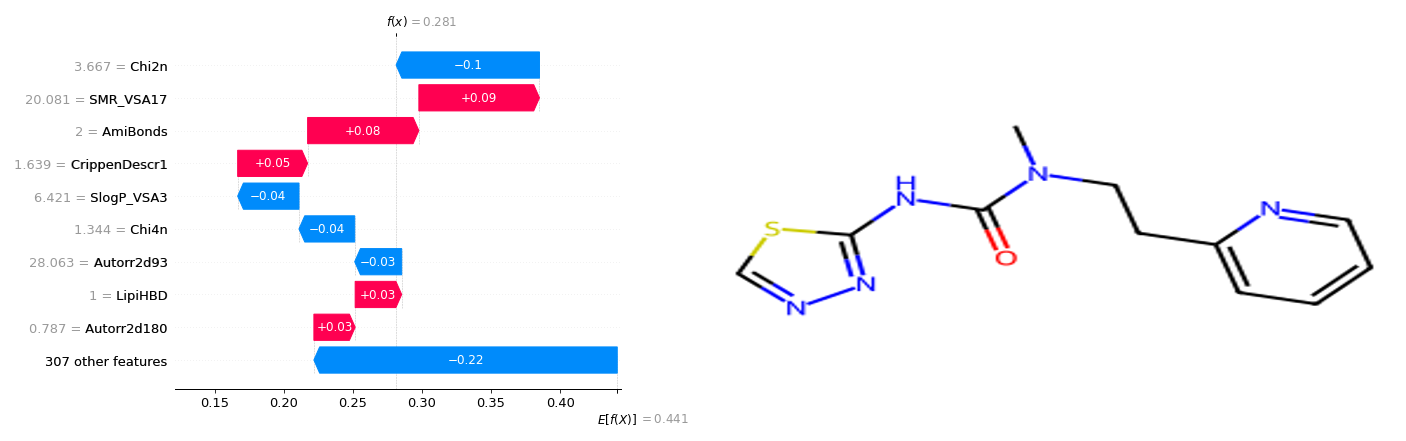 f(x) = 0.281
3.667 = Chi2n
−0.1
20.081 = SMR_VSA17
+0.09
2 = AmiBonds
+0.08
1.639 = CrippenDescr1
+0.05
6.421 = SlogP_VSA3
−0.04
1.344 = Chi4n
−0.04
28.063 = Autorr2d93
−0.03
1 = LipiHBD
+0.03
0.787 = Autorr2d180
+0.03
307 other features
−0.22
0.15 0.20 0.25 0.30 0.35 0.40
E[f(X)] = 0.441
H
N
N
N
S
O
N
N